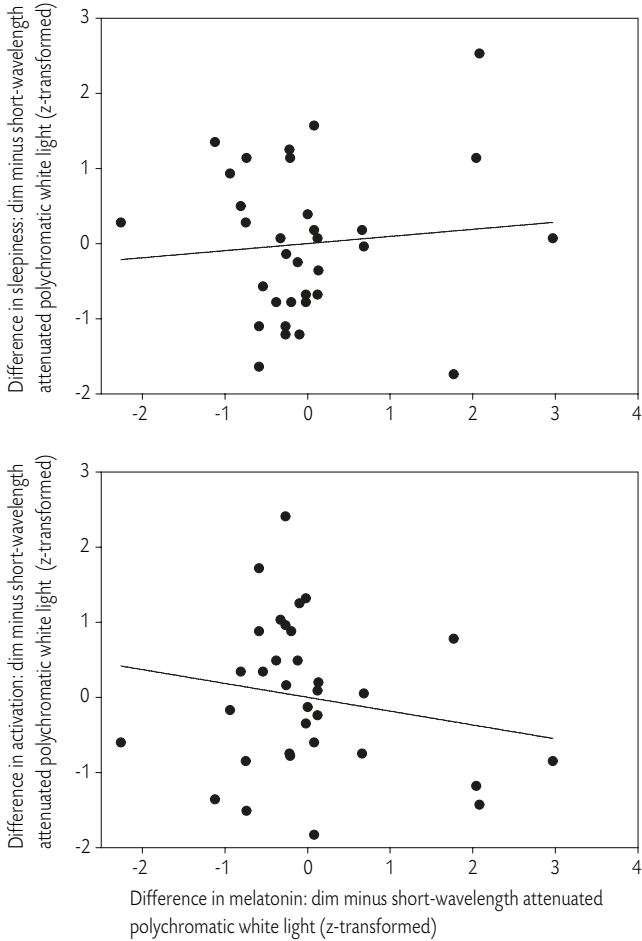 Difference in sleepiness: dim minus short-wavelength
attenuated polychromatic white light (z-transformed)
3
2
1
0
-1
-2
-2 -1 0 1 2 3 4
Difference in activation: dim minus short-wavelength
attenuated polychromatic white light (z-transformed)
3
2
1
0
-1
-2
-2 -1 0 1 2 3 4
Difference in melatonin: dim minus short-wavelength attenuated
polychromatic white light (z-transformed)